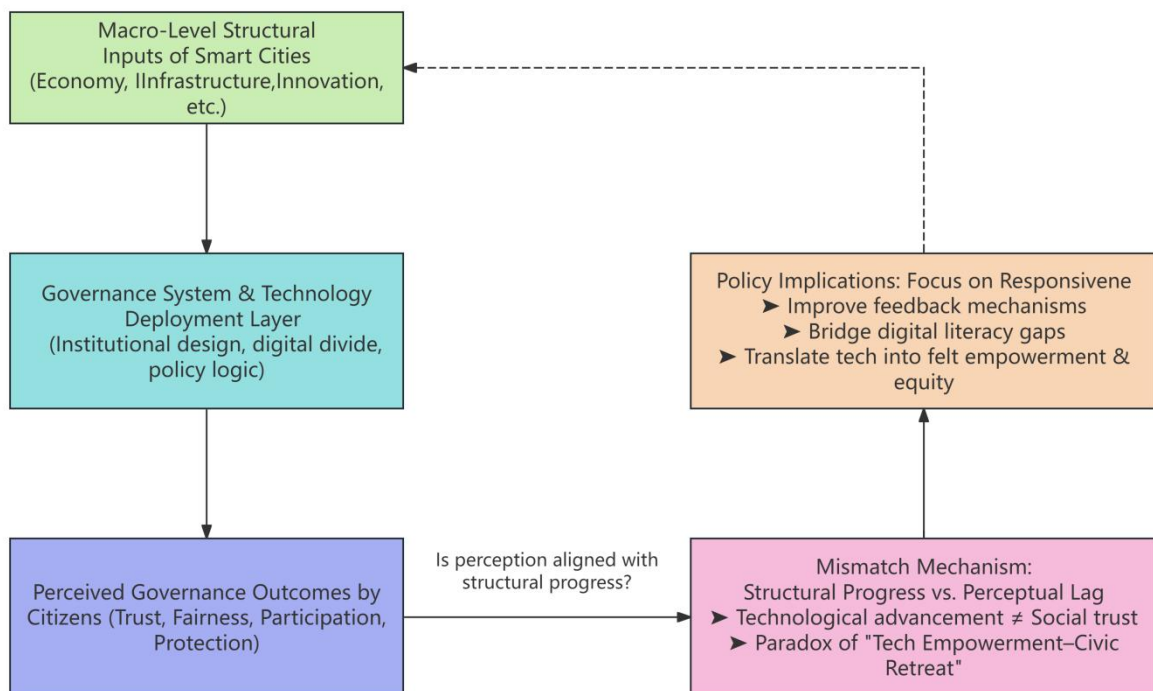 Macro-Level Structural
Inputs of Smart Cities
(Economy, IInfrastructure,Innovation,
etc.)
Governance System & Technology
Deployment Layer
(Institutional design, digital divide,
policy logic)
Perceived Governance Outcomes by
Citizens (Trust, Fairness, Participation,
Protection)
Is perception aligned with
structural progress?
Mismatch Mechanism:
Structural Progress vs. Perceptual Lag
➤ Technological advancement ≠ Social trust
➤ Paradox of "Tech Empowerment–Civic
Retreat"
Policy Implications: Focus on Responsivene
➤ Improve feedback mechanisms
➤ Bridge digital literacy gaps
➤ Translate tech into felt empowerment &
equity